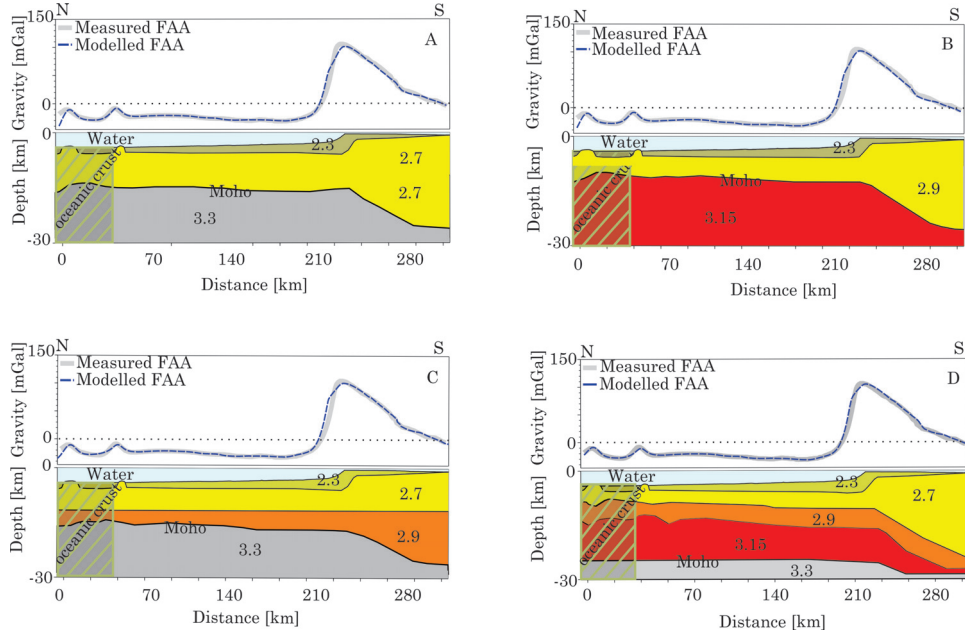 N S
150
Measured FAA A
Modelled FAA
Gravity [mGal]
0
0
Water
2.3
2.7
oceanic crust
2.7
Moho
3.3
Depth [km]
-30
0 70 140 210 280
Distance [km]
N S
150
Measured FAA B
Modelled FAA
Gravity [mGal]
0
0
Water
2.3
oceanic cru
2.9
Moho
3.15
Depth [km]
-30
0 70 140 210 280
Distance [km]
N S
150
Measured FAA C
Modelled FAA
Gravity [mGal]
0
0
Water
2.3
2.7
oceanic crust
Moho
2.9
3.3
Depth [km]
-30
0 70 140 210 280
Distance [km]
N S
150
Measured FAA D
Modelled FAA
Gravity [mGal]
0
0
Water
2.3
2.7
oceanic crust
2.9
3.15
Moho
3.3
Depth [km]
-30
0 70 140 210 280
Distance [km]